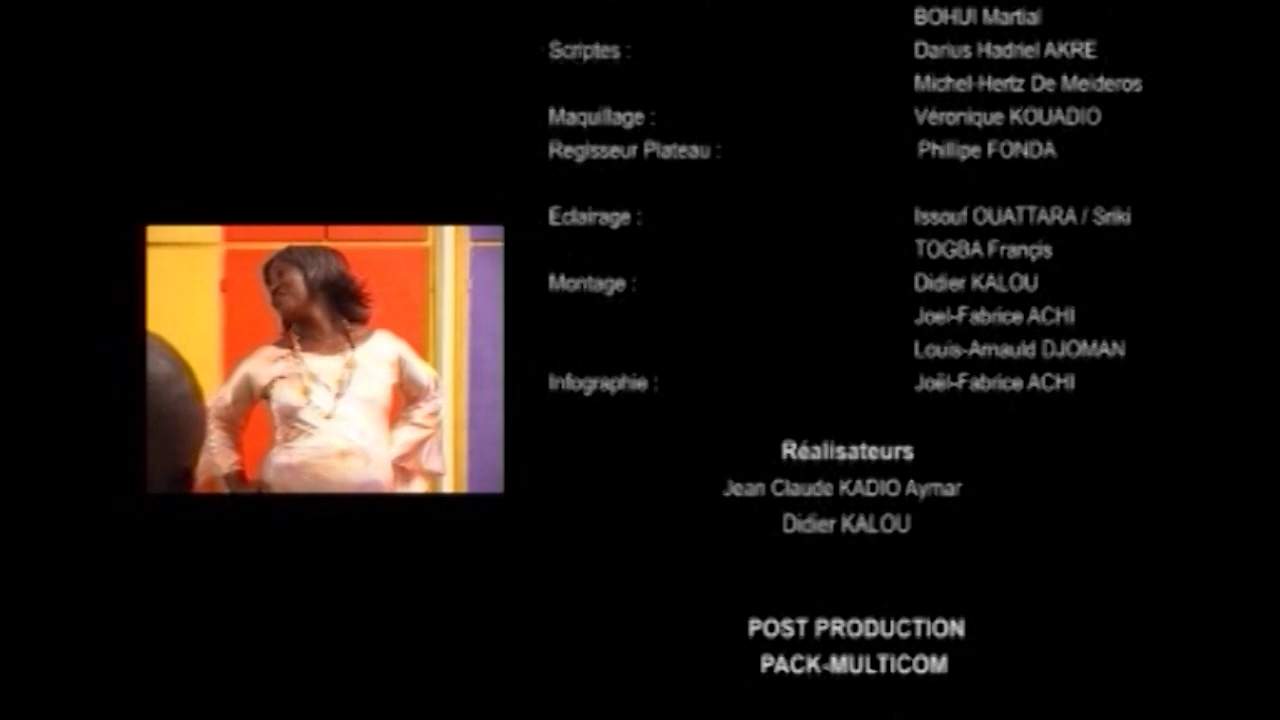 BOHUI Martial
Scriptes : Darius Hadriel AKRE
Michel-Hertz De Meideros
Maquillage : Véronique KOUADIO
Regisseur Plateau : Phillipe FONDA
Eclairage : Issouf OUATTARA / Sriki
TOGBA Françis
Montage : Didier KALOU
Joel-Fabrice ACHI
Louis-Arnauld DJOMAN
Infographie : Joël-Fabrice ACHI
Réalisateurs
Jean Claude KADIO Aymar
Didier KALOU
POST PRODUCTION
PACK-MULTICOM